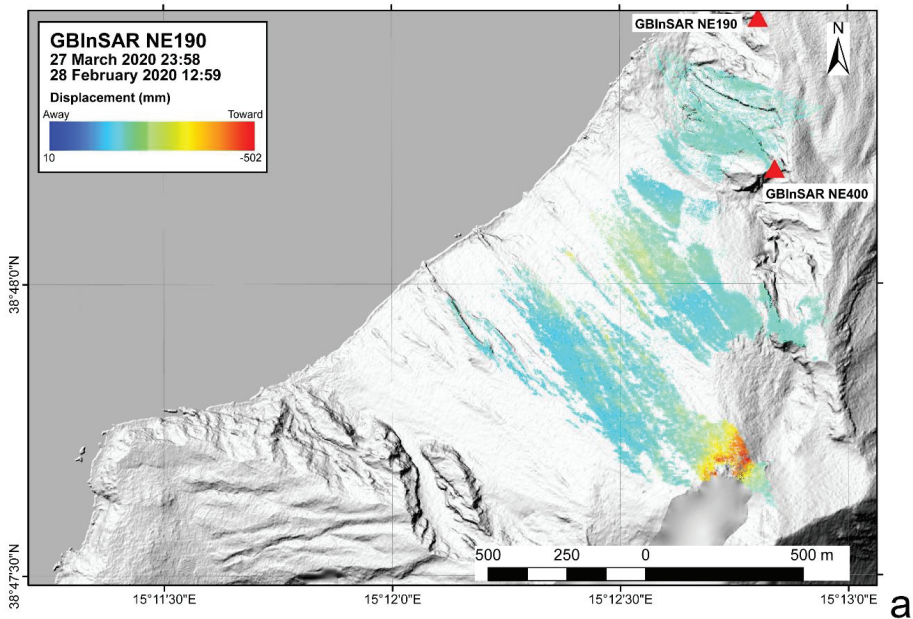 GBInSAR NE190
27 March 2020 23:58
28 February 2020 12:59
Displacement (mm)
Away Toward
10 -502
GBInSAR NE190
N
GBInSAR NE400
38°48'0"N
38°47'30"N
500 250 0 500 m
15°11'30"E 15°12'0"E 15°12'30"E 15°13'0"E
a